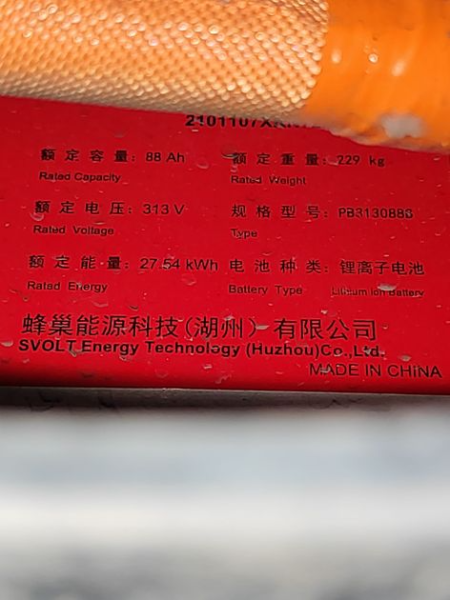 额定容量: 88 Ah 额定重量: 229 kg
Rated Capacity Rated Weight
额定电压: 313 V 规格型号:
Rated Voltage Type
额定能量: 27.54 kWh 电池种类: 锂离子电池
Rated Energy Battery Type Lithium Ion Battery
蜂巢能源科技(湖州)有限公司
SVOLT Energy Technology (Huzhou)Co.,Ltd.
MADE IN CHINA